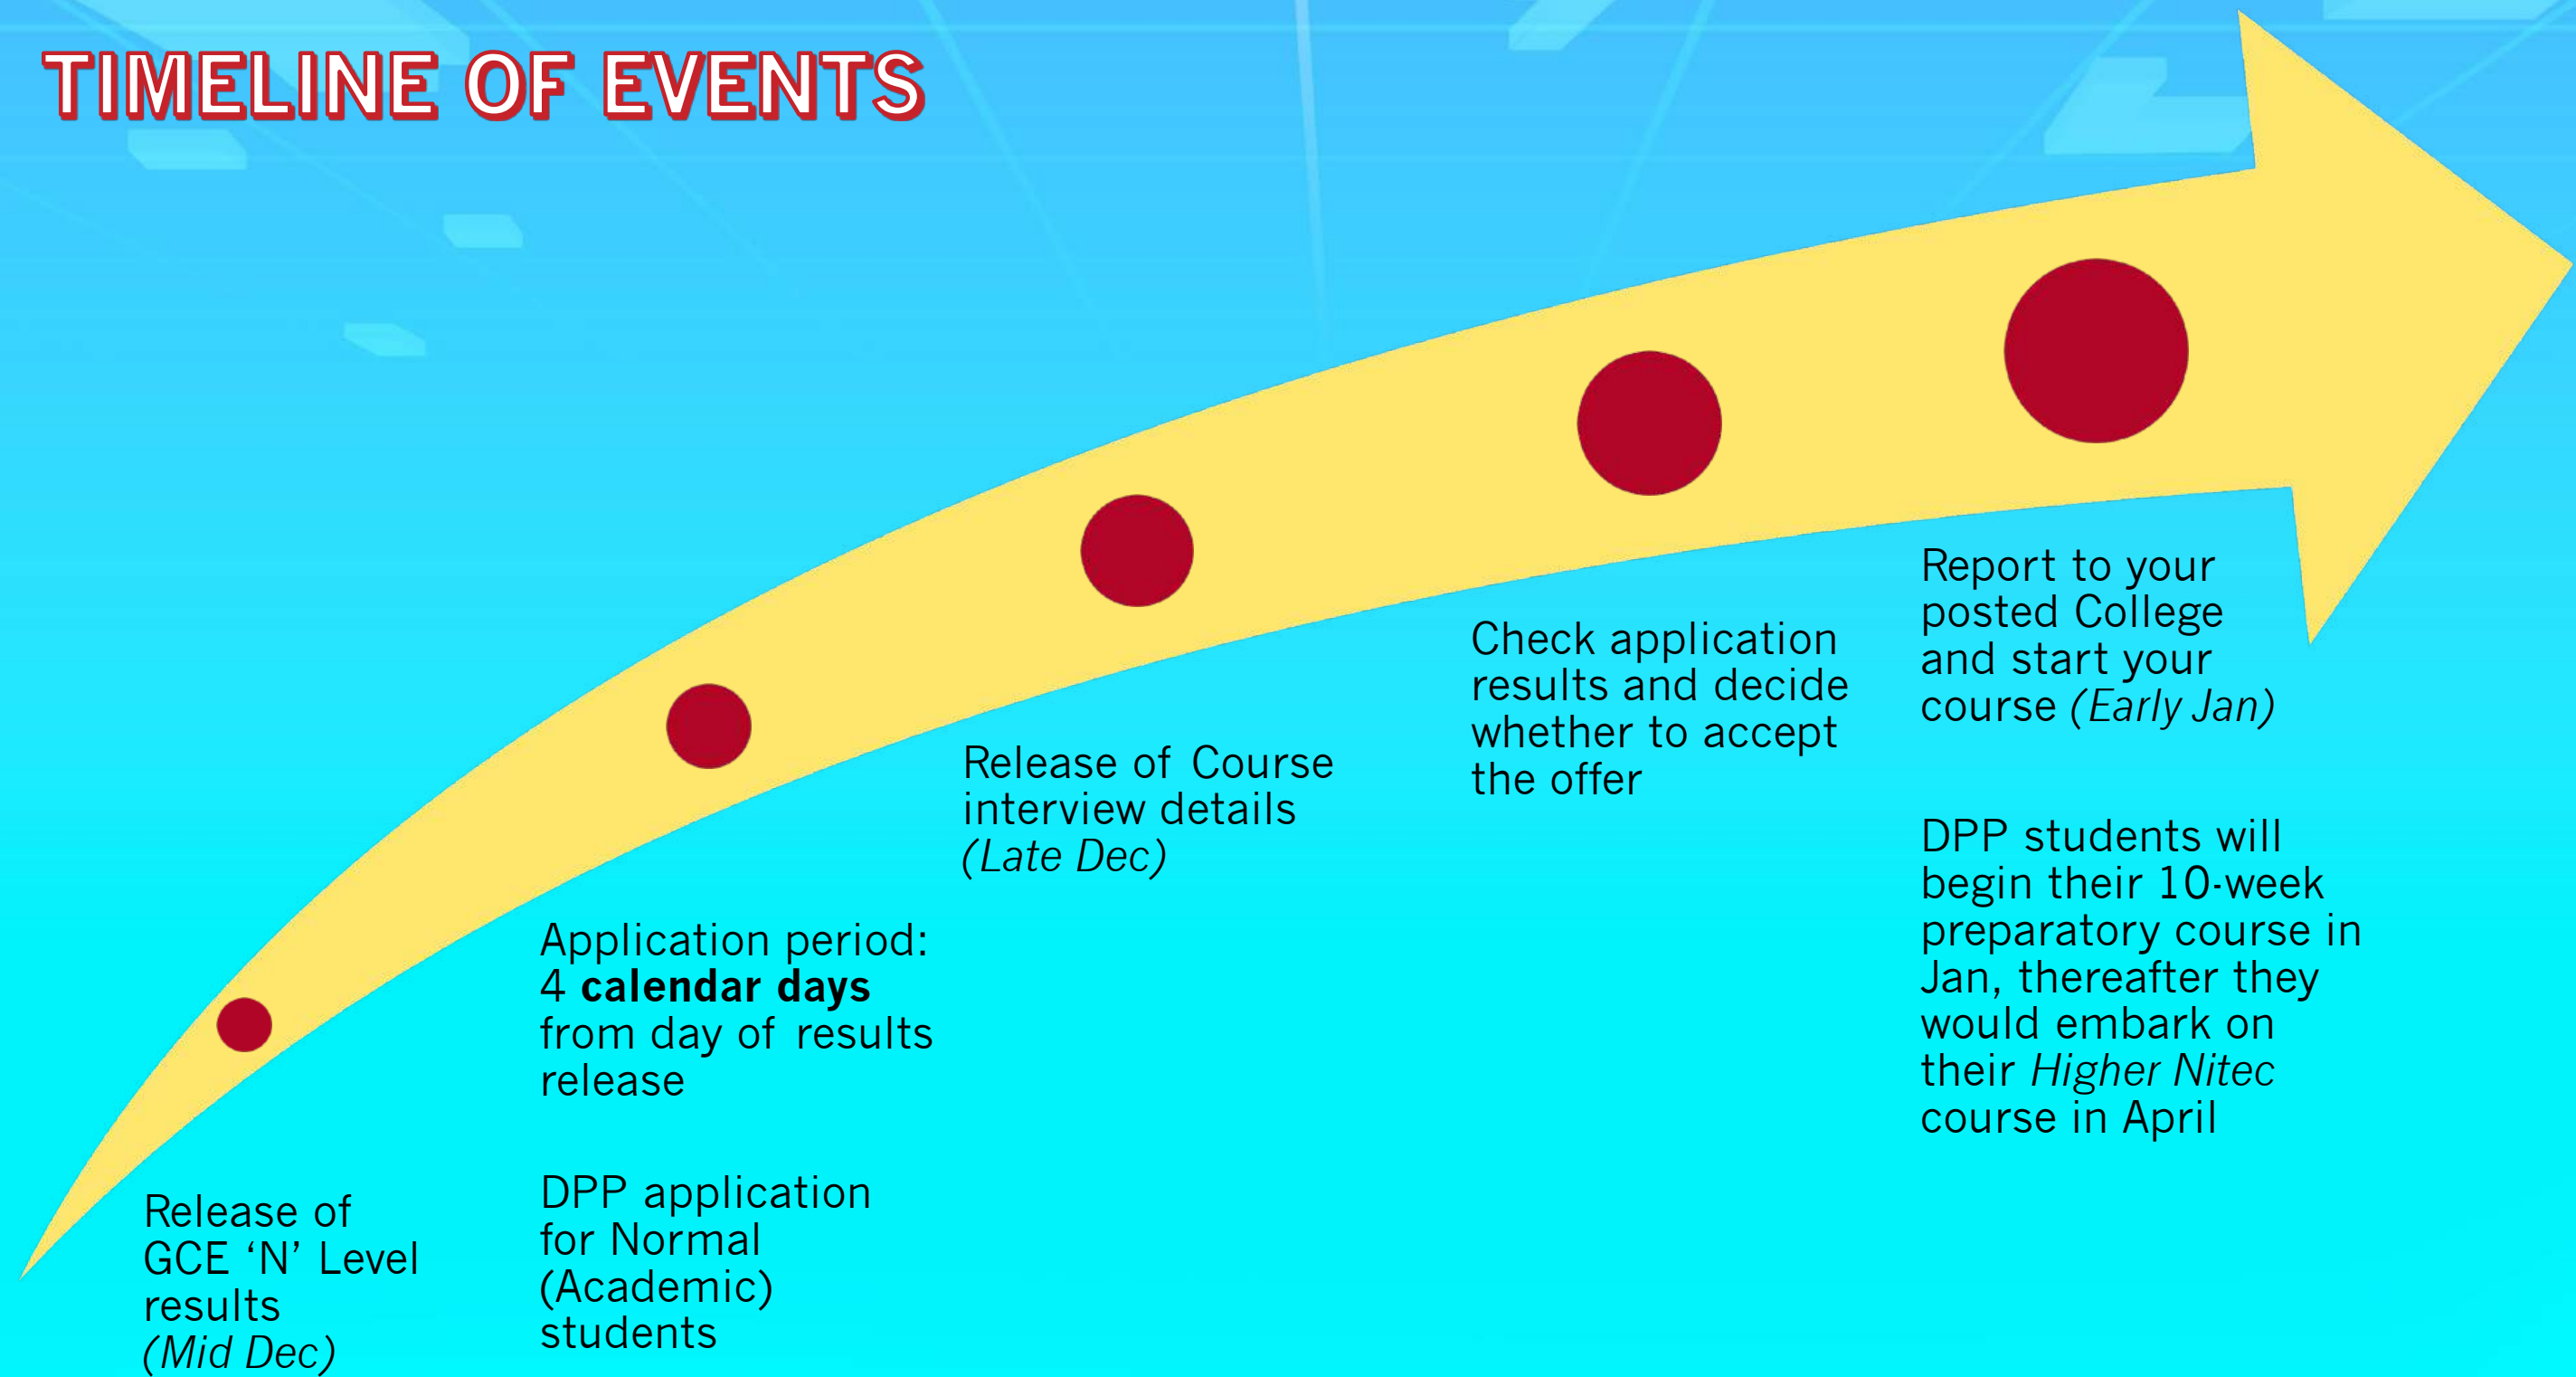 TIMELINE OF EVENTS
Release of
GCE ‘N’ Level
results
(Mid Dec)
Application period:
4 calendar days
from day of results
release
DPP application
for Normal
(Academic)
students
Release of Course
interview details
(Late Dec)
Check application
results and decide
whether to accept
the offer
Report to your
posted College
and start your
course (Early Jan)
DPP students will
begin their 10-week
preparatory course in
Jan, thereafter they
would embark on
their Higher Nitec
course in April